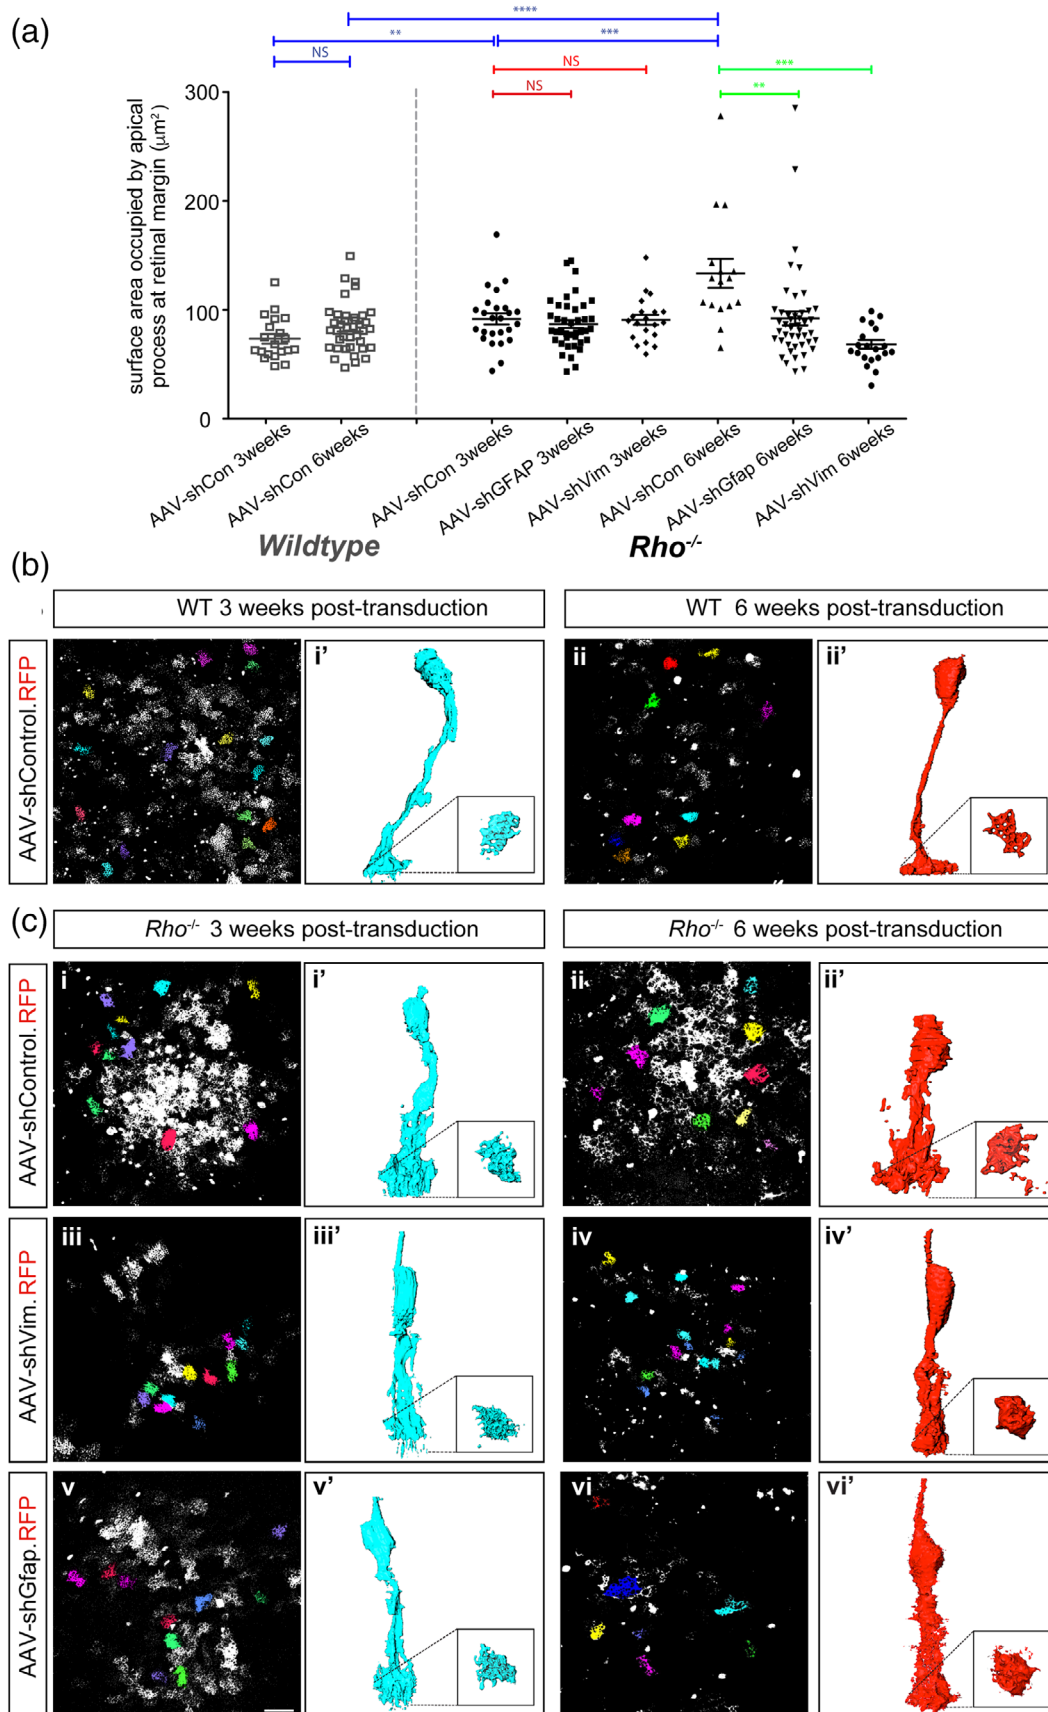 (a)
****
**
***
NS
NS
***
NS
**
surface area occupied by apical
process at retinal margin (μm²)
300
200
100
0
AAV-shCon 3weeks
AAV-shCon 6weeks
AAV-shCon 3weeks
AAV-shGFAP 3weeks
AAV-shVim 3weeks
AAV-shCon 6weeks
AAV-shGfap 6weeks
AAV-shVim 6weeks
Wildtype
Rho-/-
(b)
WT 3 weeks post-transduction
WT 6 weeks post-transduction
AAV-shControl.RFP
i’
ii
ii’
(c)
Rho-/- 3 weeks post-transduction
Rho-/- 6 weeks post-transduction
AAV-shControl.RFP
i
i’
ii
ii’
AAV-shVim.RFP
iii
iii’
iv
iv’
AAV-shGfap.RFP
v
v’
vi
vi’